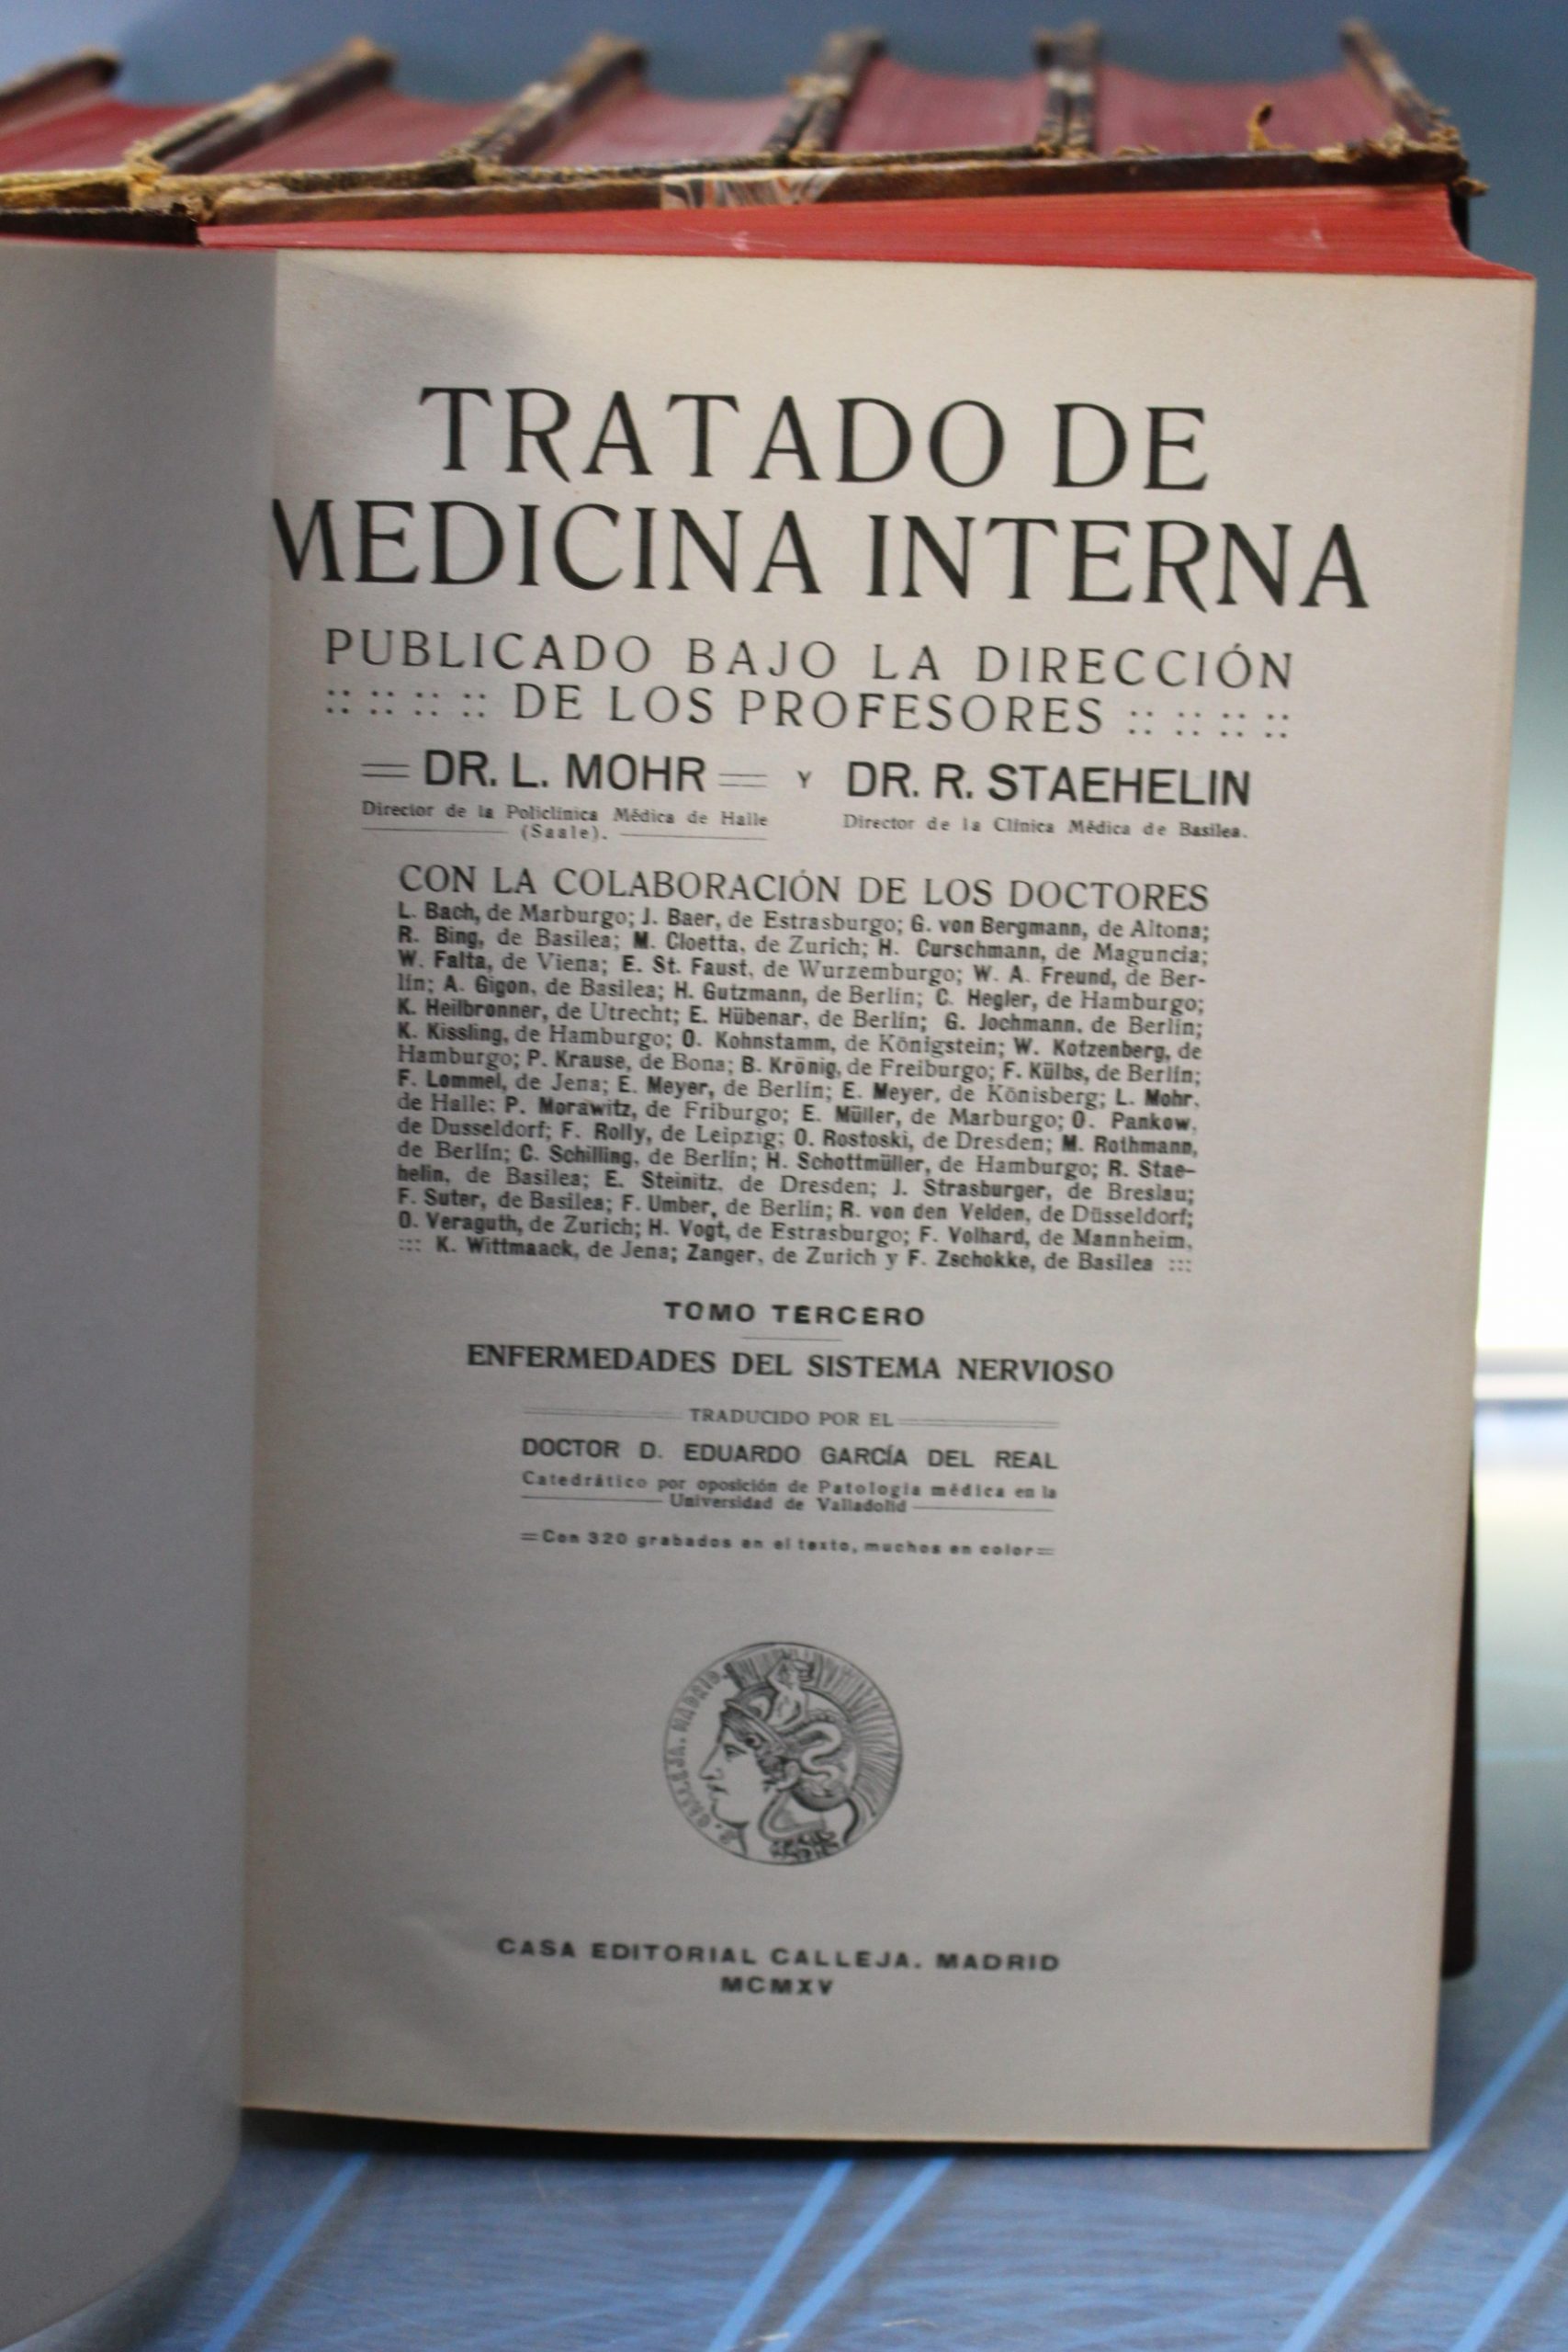 TRATADO DE
MEDICINA INTERNA
PUBLICADO BAJO LA DIRECCIÓN
:: :: :: :: DE LOS PROFESORES :: :: :: ::
DR. L. MOHR Y DR. R. STAEHELIN
Director de la Policlínica Médica de Halle
(Saale).
Director de la Clínica Médica de Basilea.
CON LA COLABORACIÓN DE LOS DOCTORES
L. Bach, de Marburgo; J. Baer, de Estrasburgo; G. von Bergmann, de Altona;
R. Bing, de Basilea; M. Cloetta, de Zurich; H. Curschmann, de Maguncia;
W. Falta, de Viena; E. St. Faust, de Wurzemburgo; W. A. Freund, de Ber-
lín; A. Gigon, de Basilea; H. Gutzmann, de Berlín; C. Hegler, de Hamburgo;
K. Heilbronner, de Utrecht; E. Hübenar, de Berlín; G. Jochmann, de Berlín;
K. Kissling, de Hamburgo; O. Kohnstamm, de Königstein; W. Kotzenberg, de
Hamburgo; P. Krause, de Bona; B. Krönig, de Freiburgo; F. Külbs, de Berlín;
F. Lommel, de Jena; E. Meyer, de Berlín; E. Meyer, de Könisberg; L. Mohr,
de Halle; P. Morawitz, de Friburgo; E. Müller, de Marburgo; O. Pankow,
de Dusseldorf; F. Rolly, de Leipzig; O. Rostoski, de Dresden; M. Rothmann,
de Berlín; C. Schilling, de Berlín; H. Schottmüller, de Hamburgo; R. Stae-
helin, de Basilea; E. Steinitz, de Dresden; J. Strasburger, de Breslau;
F. Suter, de Basilea; F. Umber, de Berlín; R. von den Velden, de Düsseldorf;
O. Veraguth, de Zurich; H. Vogt, de Estrasburgo; F. Volhard, de Mannheim,
::: K. Wittmaack, de Jena; Zanger, de Zurich y F. Zschokke, de Basilea :::
TOMO TERCERO
ENFERMEDADES DEL SISTEMA NERVIOSO
TRADUCIDO POR EL
DOCTOR D. EDUARDO GARCÍA DEL REAL
Catedrático por oposición de Patología médica en la
Universidad de Valladolid
Con 320 grabados en el texto, muchos en color
S. CALLEJA. MADRID
CASA EDITORIAL CALLEJA. MADRID
MCMXV